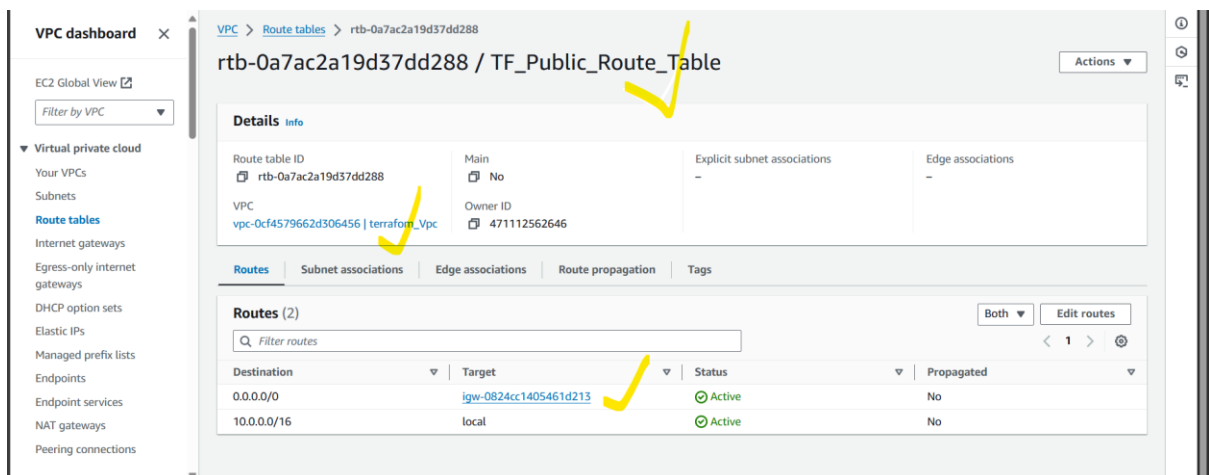 VPC dashboard
EC2 Global View
Filter by VPC
Virtual private cloud
Your VPCs
Subnets
Route tables
Internet gateways
Egress-only internet
gateways
DHCP option sets
Elastic IPs
Managed prefix lists
Endpoints
Endpoint services
NAT gateways
Peering connections
VPC > Route tables > rtb-0a7ac2a19d37dd288
rtb-0a7ac2a19d37dd288 / TF_Public_Route_Table
Actions
Details Info
Route table ID
rtb-0a7ac2a19d37dd288
Main
No
Explicit subnet associations
–
Edge associations
–
VPC
vpc-0cf4579662d306456 | terrafom_Vpc
Owner ID
471112562646
Routes Subnet associations Edge associations Route propagation Tags
Routes (2) Both Edit routes
Filter routes < 1 >
Destination Target Status Propagated
0.0.0.0/0 igw-0824cc1405461d213 Active No
10.0.0.0/16 local Active No